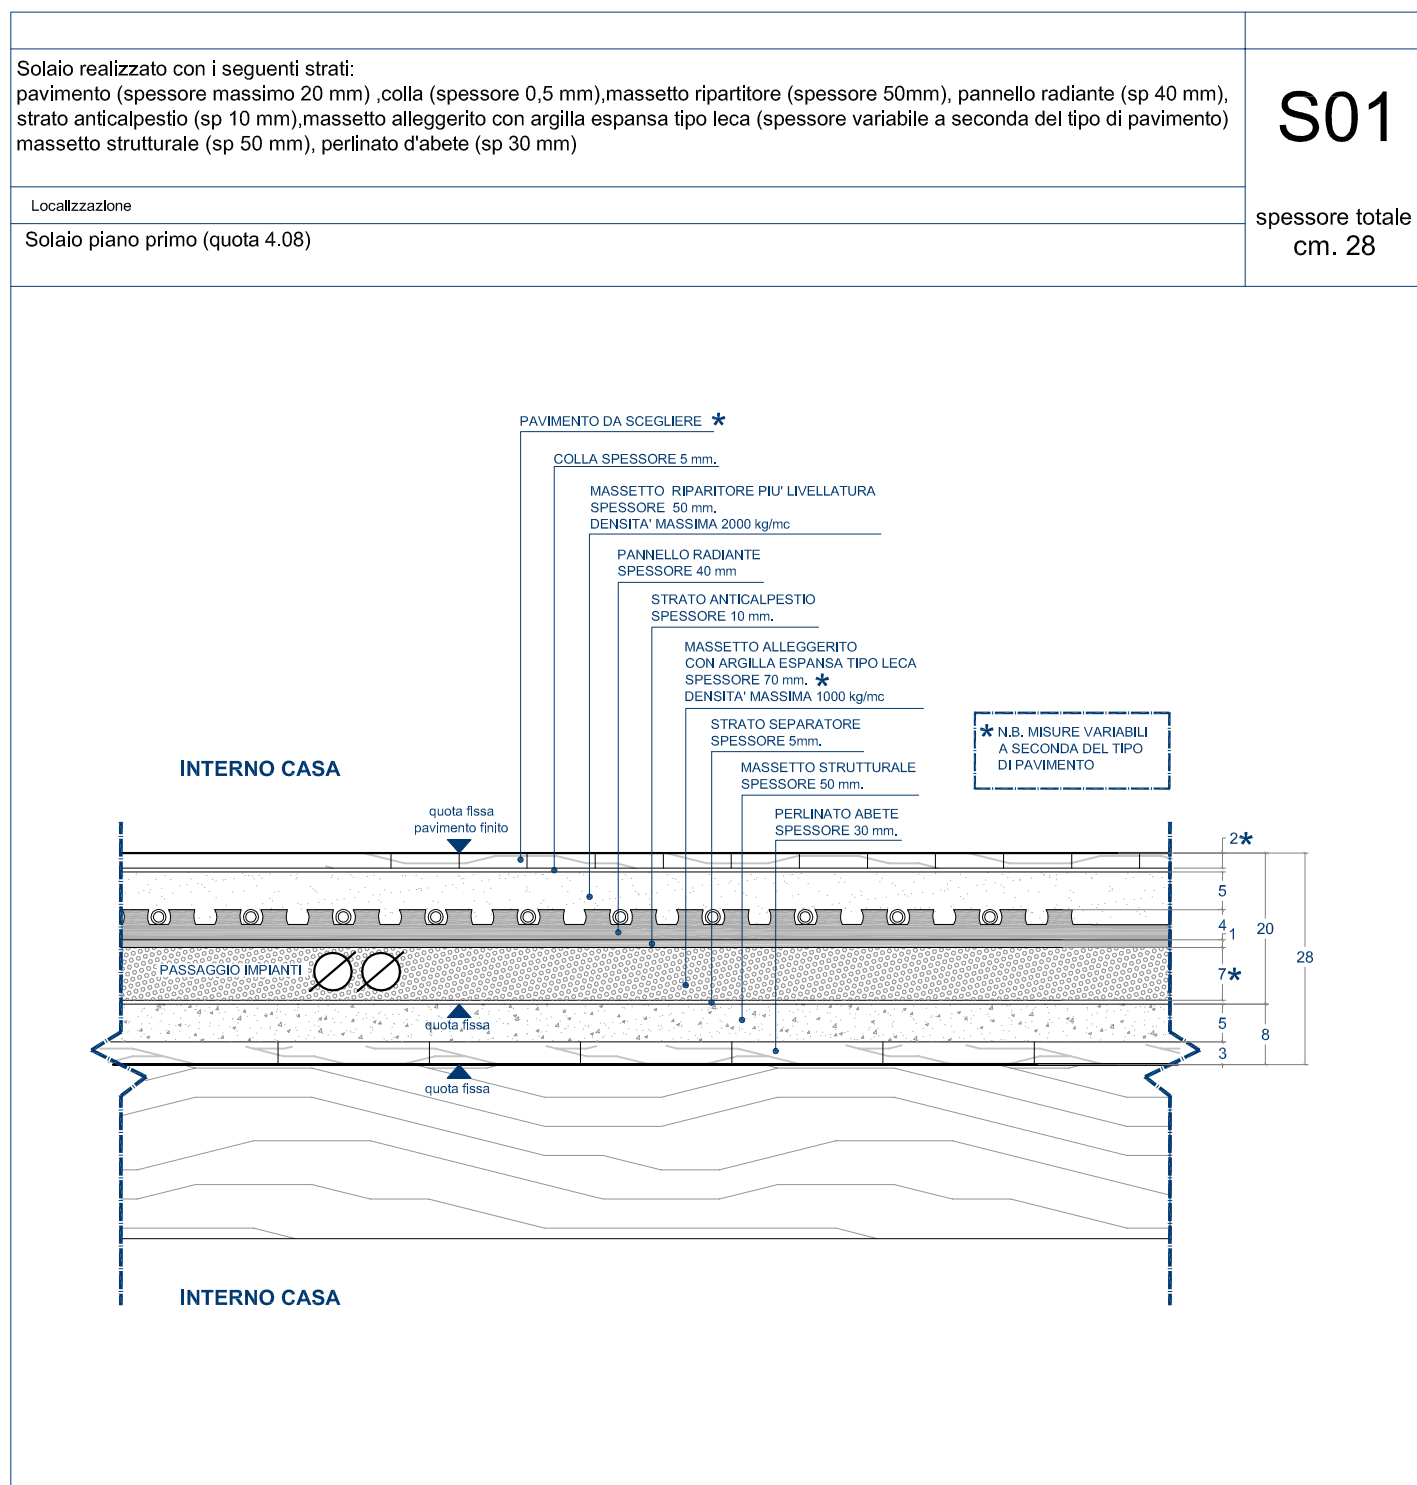 Solaio realizzato con i seguenti strati:
pavimento (spessore massimo 20 mm) ,colla (spessore 0,5 mm),massetto ripartitore (spessore 50mm), pannello radiante (sp 40 mm),
strato anticalpestio (sp 10 mm),massetto alleggerito con argilla espansa tipo leca (spessore variabile a seconda del tipo di pavimento)
massetto strutturale (sp 50 mm), perlinato d'abete (sp 30 mm)
S01
Localizzazione
Solaio piano primo (quota 4.08)
spessore totale
cm. 28
PAVIMENTO DA SCEGLIERE *
COLLA SPESSORE 5 mm.
MASSETTO RIPARITORE PIU' LIVELLATURA
SPESSORE 50 mm.
DENSITA' MASSIMA 2000 kg/mc
PANNELLO RADIANTE
SPESSORE 40 mm
STRATO ANTICALPESTIO
SPESSORE 10 mm.
MASSETTO ALLEGGERITO
CON ARGILLA ESPANSA TIPO LECA
SPESSORE 70 mm. *
DENSITA' MASSIMA 1000 kg/mc
STRATO SEPARATORE
SPESSORE 5mm.
MASSETTO STRUTTURALE
SPESSORE 50 mm.
PERLINATO ABETE
SPESSORE 30 mm.
* N.B. MISURE VARIABILI
A SECONDA DEL TIPO
DI PAVIMENTO
INTERNO CASA
quota fissa
pavimento finito
2*
5
4
1
20
28
PASSAGGIO IMPIANTI
7*
quota fissa
5
8
3
quota fissa
INTERNO CASA